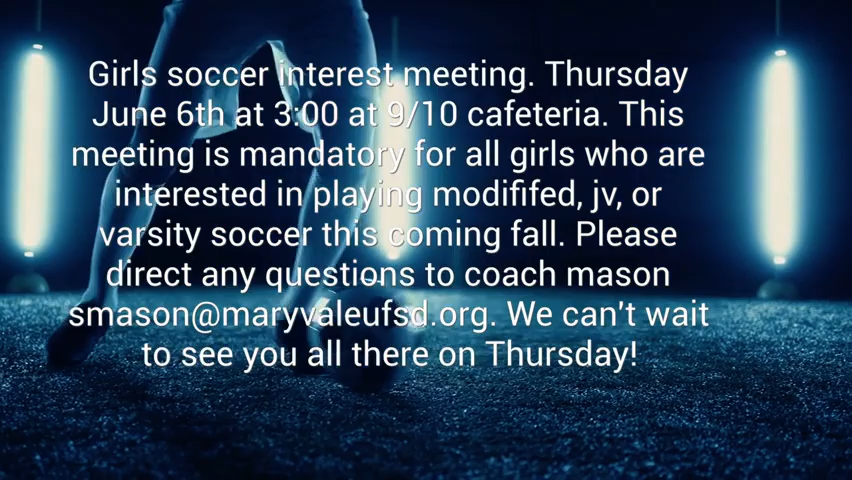 Girls soccer interest meeting. Thursday
June 6th at 3:00 at 9/10 cafeteria. This
meeting is mandatory for all girls who are
interested in playing modififed, jv, or
varsity soccer this coming fall. Please
direct any questions to coach mason
smason@maryvaleufsd.org. We can't wait
to see you all there on Thursday!